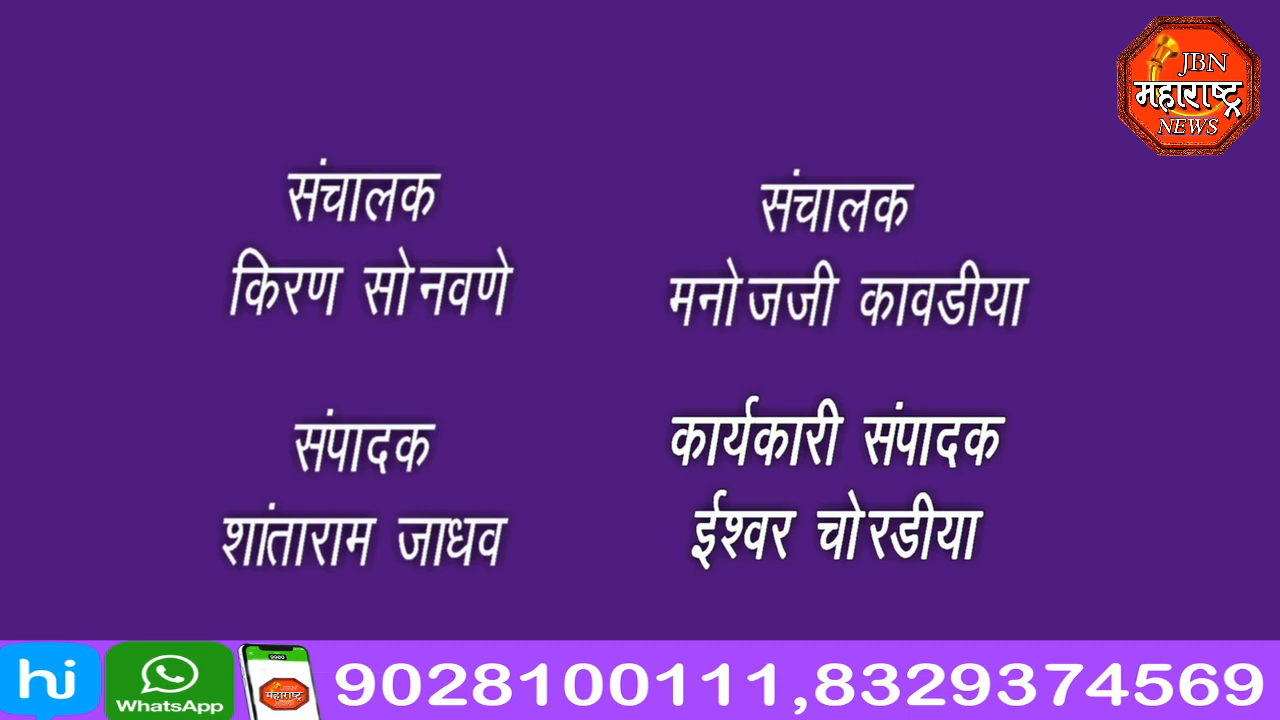 JBN
महाराष्ट्र
NEWS
संचालक
किरण सोनवणे
संचालक
मनोजजी कावडीया
संपादक
शांताराम जाधव
कार्यकारी संपादक
ईश्वर चोरडीया
hi
WhatsApp
महाराष्ट्र
9028100111,8329374569